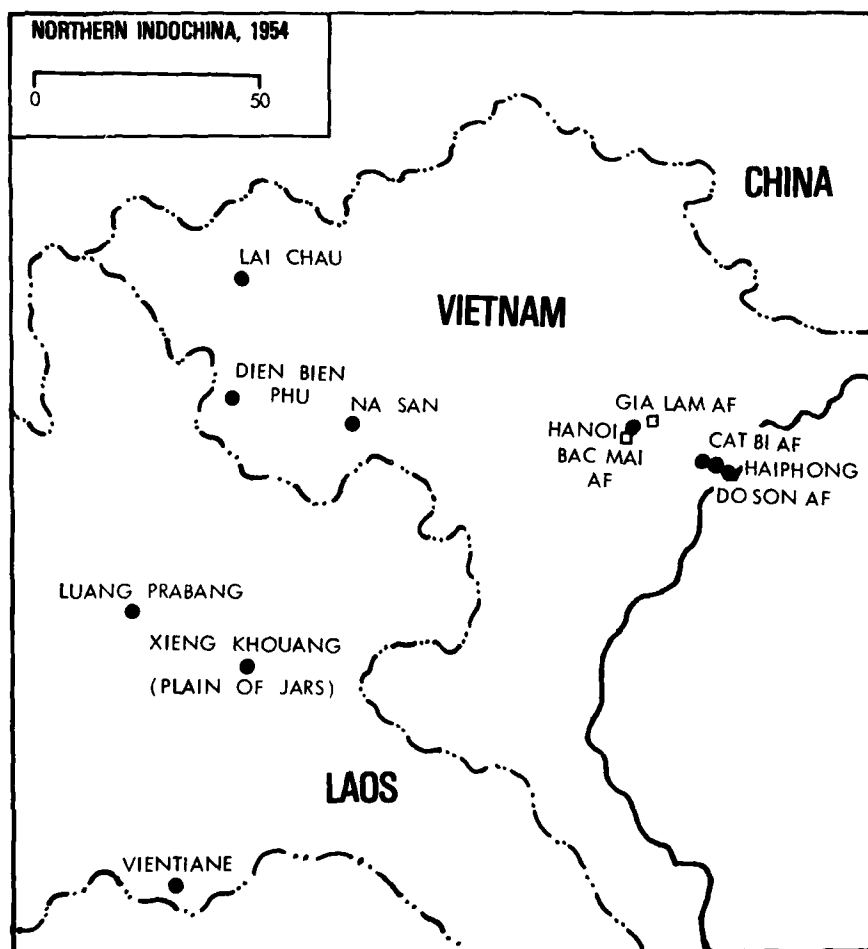 NORTHERN INDOCHINA, 1954
0 50
CHINA
LAI CHAU
VIETNAM
DIEN BIEN
PHU
NA SAN
GIA LAM AF
HANOI
BAC MAI
AF
CAT BI AF
HAIPHONG
DO SON AF
LUANG PRABANG
XIENG KHOUANG
(PLAIN OF JARS)
LAOS
VIENTIANE